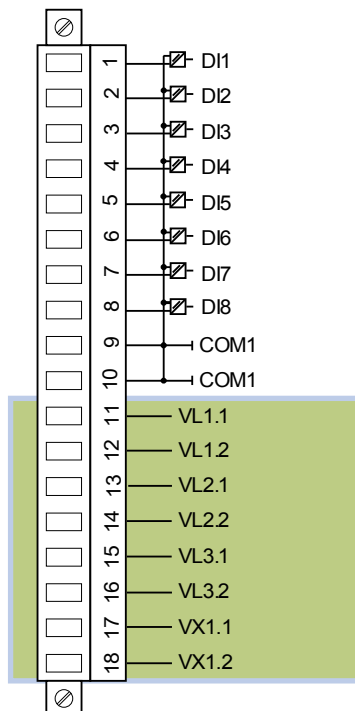 1 DI1
2 DI2
3 DI3
4 DI4
5 DI5
6 DI6
7 DI7
8 DI8
9 COM1
10 COM1
11 VL1.1
12 VL1.2
13 VL2.1
14 VL2.2
15 VL3.1
16 VL3.2
17 VX1.1
18 VX1.2